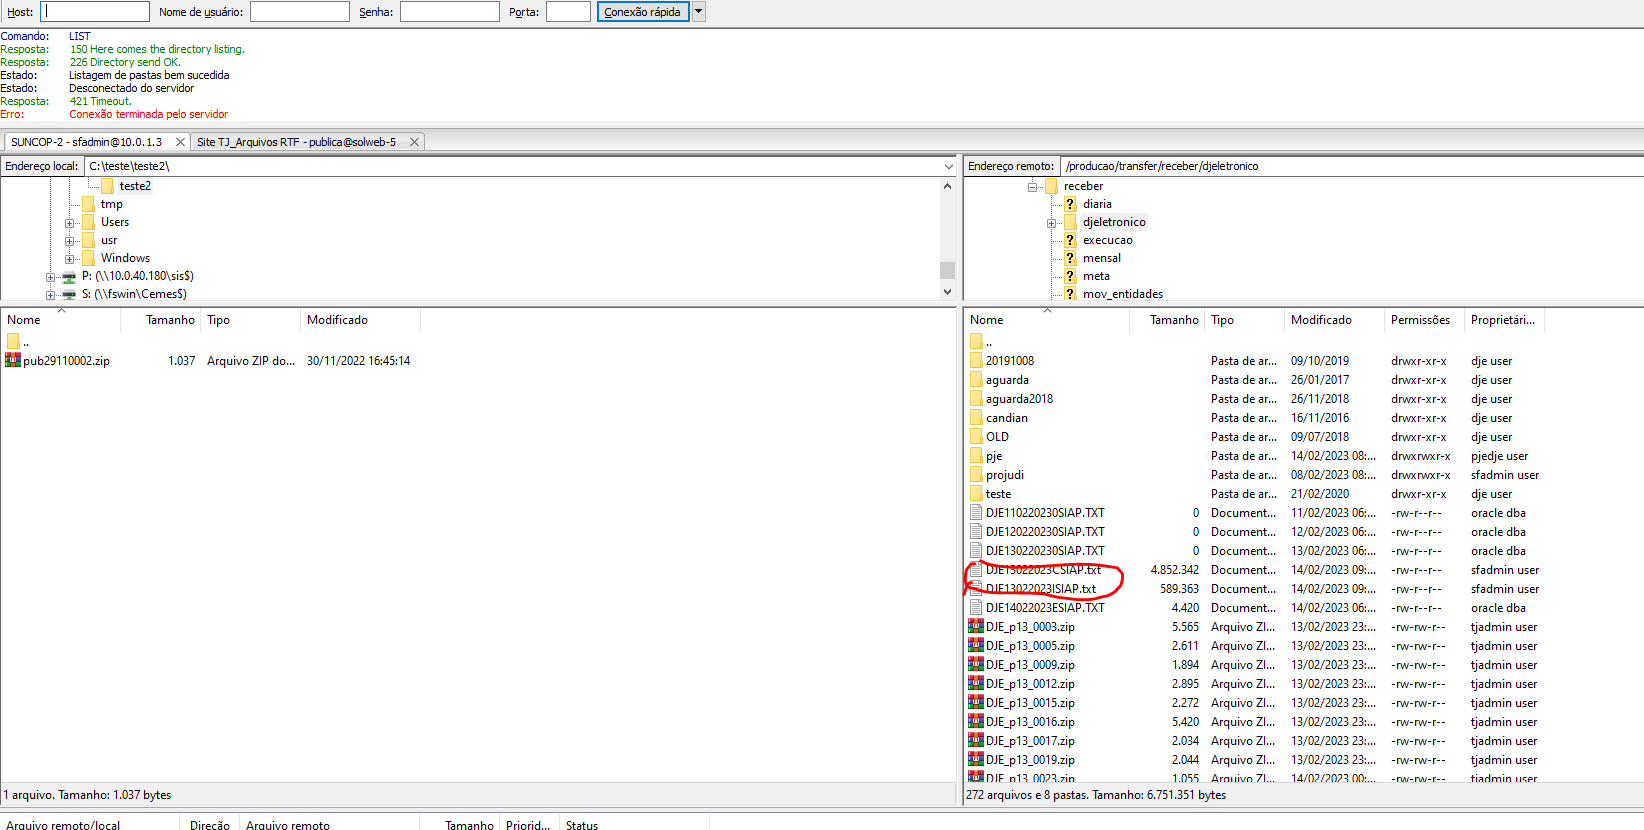 Host: Nome de usuário: Senha: Porta: Conexão rápida
Comando: LIST
Resposta: 150 Here comes the directory listing.
Resposta: 226 Directory send OK.
Estado: Listagem de pastas bem sucedida
Estado: Desconectado do servidor
Resposta: 421 Timeout.
Erro: Conexão terminada pelo servidor
SUNCOP-2 - sfadmin@10.0.1.3 Site TJ_Arquivos RTF - publica@solweb-5
Endereço local: C:\teste\teste2\
teste2
tmp
Users
usr
Windows
P: (\\10.0.40.180\sis$)
S: (\\fswin\Cemes$)
Nome Tamanho Tipo Modificado
..
pub29110002.zip 1.037 Arquivo ZIP do... 30/11/2022 16:45:14
1 arquivo. Tamanho: 1.037 bytes
Endereço remoto: /producao/transfer/receber/djeletronico
receber
diaria
djeletronico
execucao
mensal
meta
mov_entidades
Nome Tamanho Tipo Modificado Permissões Proprietári...
..
20191008 Pasta de ar... 09/10/2019 drwxr-xr-x dje user
aguarda Pasta de ar... 26/01/2017 drwxr-xr-x dje user
aguarda2018 Pasta de ar... 26/11/2018 drwxr-xr-x dje user
candian Pasta de ar... 16/11/2016 drwxr-xr-x dje user
OLD Pasta de ar... 09/07/2018 drwxr-xr-x dje user
pje Pasta de ar... 14/02/2023 08:... drwxrwxr-x pjedje user
projudi Pasta de ar... 08/02/2023 08:... drwxrwxr-x sfadmin user
teste Pasta de ar... 21/02/2020 drwxr-xr-x dje user
DJE110220230SIAP.TXT 0 Document... 11/02/2023 06:... -rw-r--r-- oracle dba
DJE120220230SIAP.TXT 0 Document... 12/02/2023 06:... -rw-r--r-- oracle dba
DJE130220230SIAP.TXT 0 Document... 13/02/2023 06:... -rw-r--r-- oracle dba
DJE13022023CSIAP.txt 4.852.342 Document... 14/02/2023 09:... -rw-r--r-- sfadmin user
DJE13022023ISIAP.txt 589.363 Document... 14/02/2023 09:... -rw-r--r-- sfadmin user
DJE14022023ESIAP.TXT 4.420 Document... 14/02/2023 06:... -rw-r--r-- oracle dba
DJE_p13_0003.zip 5.565 Arquivo ZI... 13/02/2023 23:... -rw-rw-r-- tjadmin user
DJE_p13_0005.zip 2.611 Arquivo ZI... 13/02/2023 23:... -rw-rw-r-- tjadmin user
DJE_p13_0009.zip 1.894 Arquivo ZI... 13/02/2023 23:... -rw-rw-r-- tjadmin user
DJE_p13_0012.zip 2.895 Arquivo ZI... 13/02/2023 23:... -rw-rw-r-- tjadmin user
DJE_p13_0015.zip 2.272 Arquivo ZI... 13/02/2023 23:... -rw-rw-r-- tjadmin user
DJE_p13_0016.zip 5.420 Arquivo ZI... 13/02/2023 23:... -rw-rw-r-- tjadmin user
DJE_p13_0017.zip 2.034 Arquivo ZI... 13/02/2023 23:... -rw-rw-r-- tjadmin user
DJE_p13_0019.zip 2.044 Arquivo ZI... 13/02/2023 23:... -rw-rw-r-- tjadmin user
DJE_p13_0023.zip 1.055 Arquivo ZI... 14/02/2023 00:... -rw-rw-r-- tjadmin user
272 arquivos e 8 pastas. Tamanho: 6.751.351 bytes
Arquivo remoto/local Direção Arquivo remoto Tamanho Priorid... Status